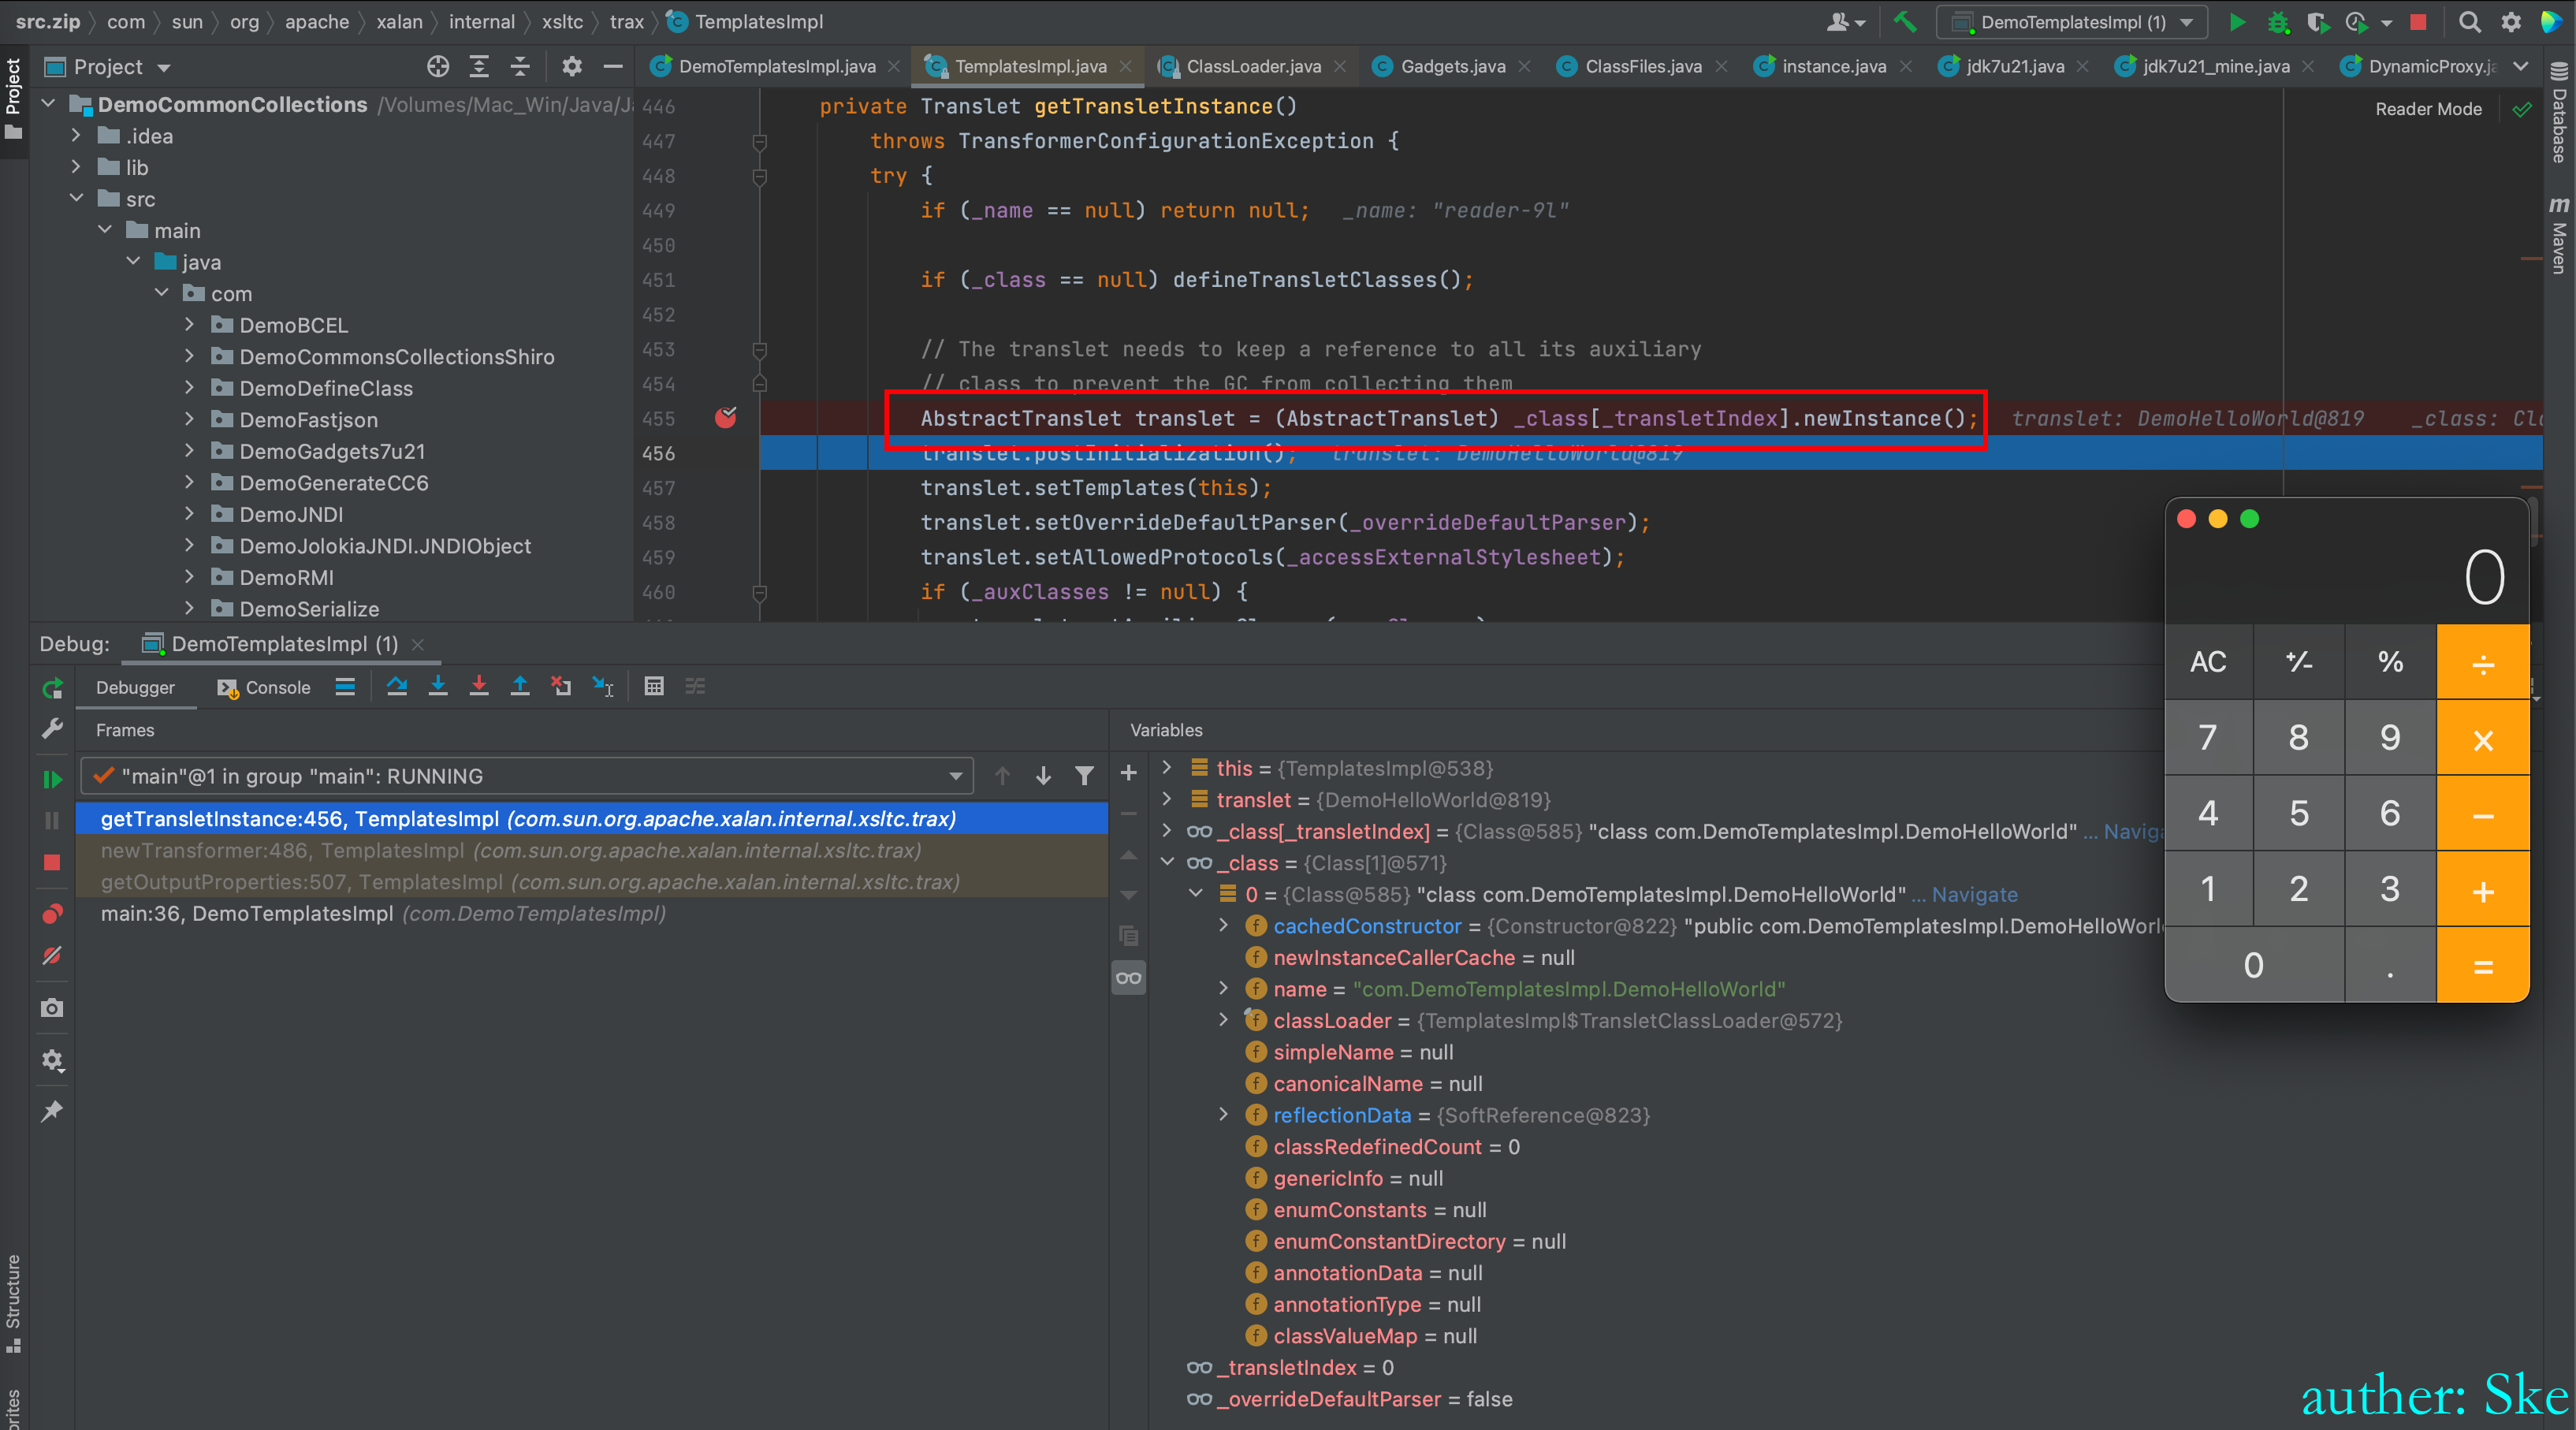 src.zip com sun org apache xalan internal xsltc trax TemplatesImpl
DemoTemplatesImpl (1)
Project
DemoTemplatesImpl.java TemplatesImpl.java ClassLoader.java Gadgets.java ClassFiles.java instance.java jdk7u21.java jdk7u21_mine.java DynamicProxy.ja
Project
Database
Maven
Structure
DemoCommonCollections /Volumes/Mac_Win/Java/J
.idea
lib
src
main
java
com
DemoBCEL
DemoCommonsCollectionsShiro
DemoDefineClass
DemoFastjson
DemoGadgets7u21
DemoGenerateCC6
DemoJNDI
DemoJolokiaJNDI.JNDIObject
DemoRMI
DemoSerialize
Reader Mode
446 private Translet getTransletInstance()
447 throws TransformerConfigurationException {
448 try {
449 if (_name == null) return null; _name: "reader-9l"
450
451 if (_class == null) defineTransletClasses();
452
453 // The translet needs to keep a reference to all its auxiliary
454 // class to prevent the GC from collecting them
455 AbstractTranslet translet = (AbstractTranslet) _class[_transletIndex].newInstance(); translet: DemoHelloWorld@819 _class: Cl
456 translet.postInitialization(); translet: DemoHelloWorld@819
457 translet.setTemplates(this);
458 translet.setOverrideDefaultParser(_overrideDefaultParser);
459 translet.setAllowedProtocols(_accessExternalStylesheet);
460 if (_auxClasses != null) {
Debug: DemoTemplatesImpl (1)
Debugger Console
Frames
"main"@1 in group "main": RUNNING
getTransletInstance:456, TemplatesImpl (com.sun.org.apache.xalan.internal.xsltc.trax)
newTransformer:486, TemplatesImpl (com.sun.org.apache.xalan.internal.xsltc.trax)
getOutputProperties:507, TemplatesImpl (com.sun.org.apache.xalan.internal.xsltc.trax)
main:36, DemoTemplatesImpl (com.DemoTemplatesImpl)
Variables
this = {TemplatesImpl@538}
translet = {DemoHelloWorld@819}
_class[_transletIndex] = {Class@585} "class com.DemoTemplatesImpl.DemoHelloWorld" ... Naviga
_class = {Class[1]@571}
0 = {Class@585} "class com.DemoTemplatesImpl.DemoHelloWorld" ... Navigate
cachedConstructor = {Constructor@822} "public com.DemoTemplatesImpl.DemoHelloWorl
newInstanceCallerCache = null
name = "com.DemoTemplatesImpl.DemoHelloWorld"
classLoader = {TemplatesImpl$TransletClassLoader@572}
simpleName = null
canonicalName = null
reflectionData = {SoftReference@823}
classRedefinedCount = 0
genericInfo = null
enumConstants = null
enumConstantDirectory = null
annotationData = null
annotationType = null
classValueMap = null
_transletIndex = 0
_overrideDefaultParser = false
0
AC +/- % ÷
7 8 9 ×
4 5 6 −
1 2 3 +
0 . =
auther: Ske